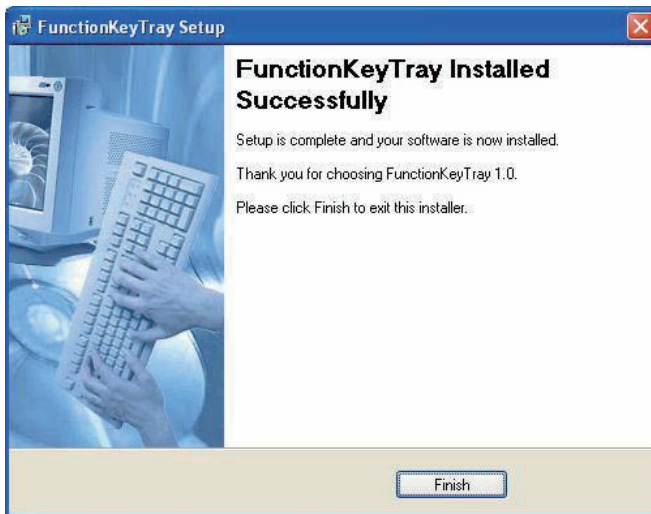 FunctionKeyTray Setup
FunctionKeyTray Installed
Successfully
Setup is complete and your software is now installed.
Thank you for choosing FunctionKeyTray 1.0.
Please click Finish to exit this installer.
Finish